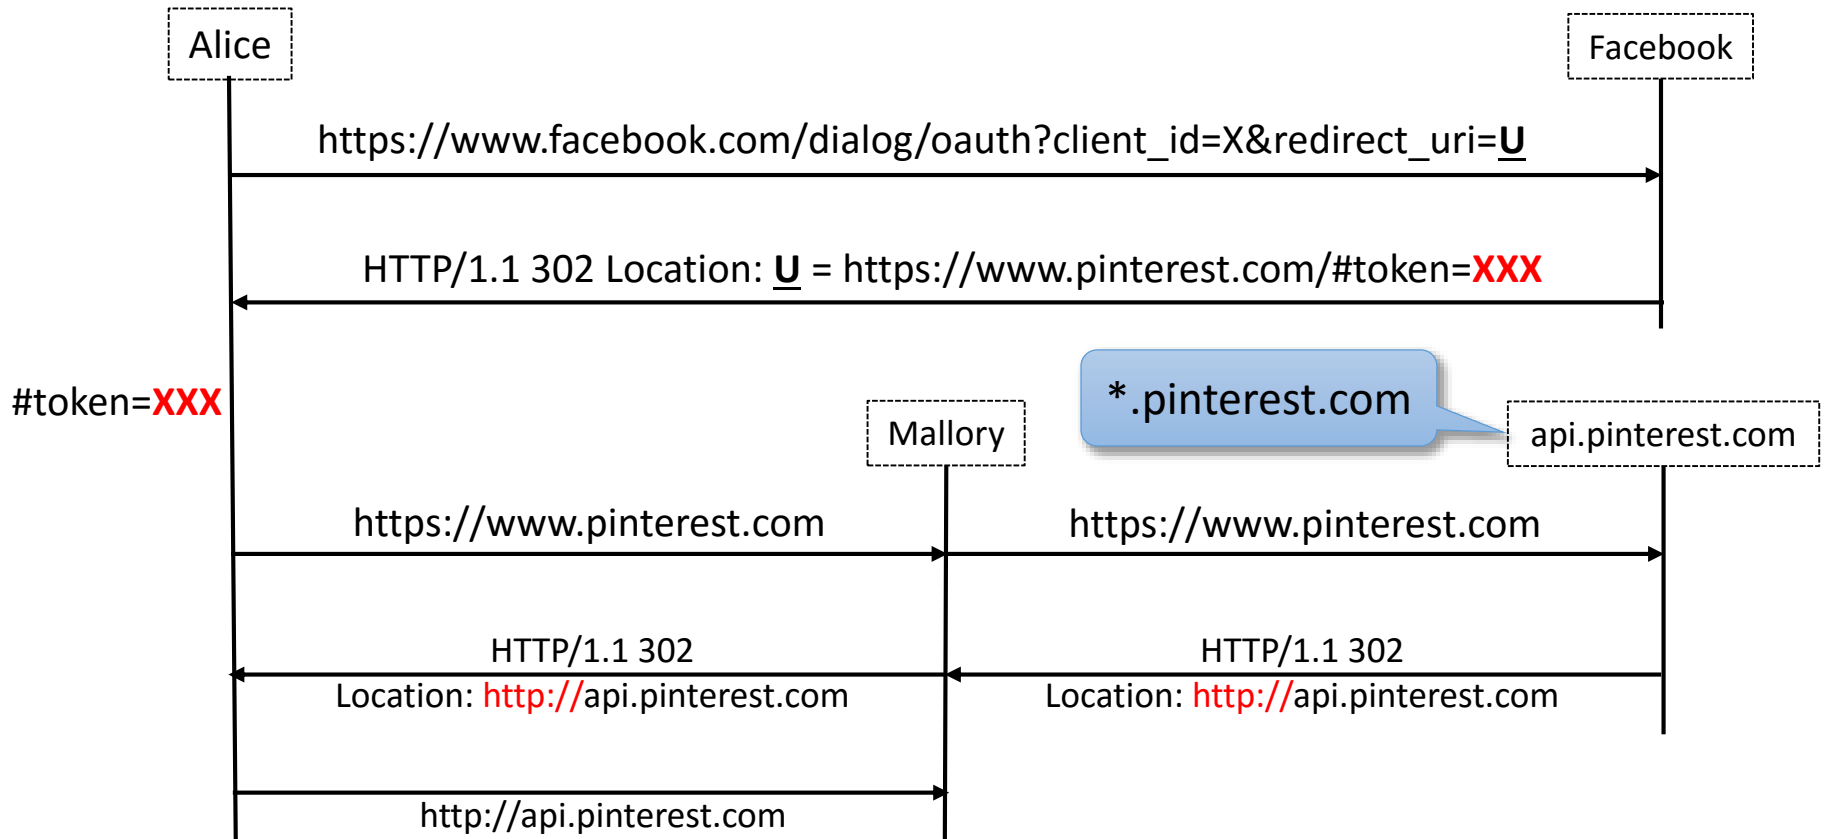 Alice
Facebook
https://www.facebook.com/dialog/oauth?client_id=X&redirect_uri=U
HTTP/1.1 302 Location: U = https://www.pinterest.com/#token=XXX
#token=XXX
*.pinterest.com
Mallory
api.pinterest.com
https://www.pinterest.com
https://www.pinterest.com
HTTP/1.1 302
Location: http://api.pinterest.com
HTTP/1.1 302
Location: http://api.pinterest.com
http://api.pinterest.com